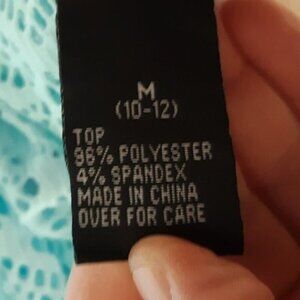 M
(10-12)
TOP
96% POLYESTER
4% SPANDEX
MADE IN CHINA
OVER FOR CARE